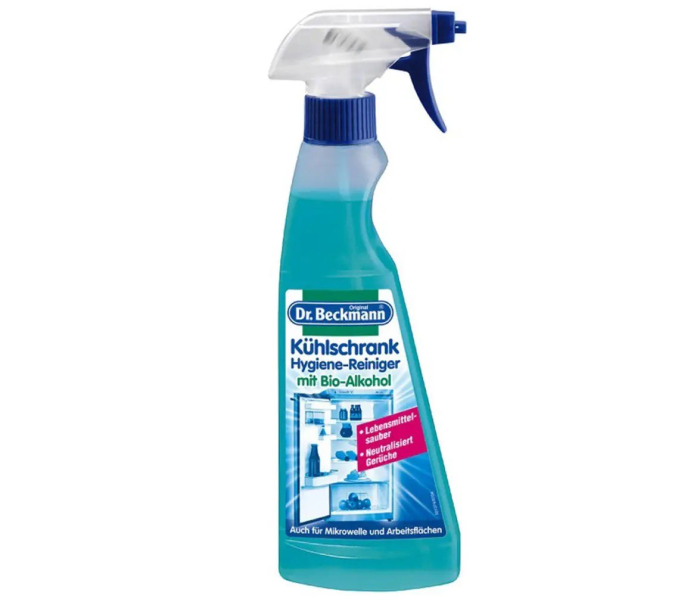 Original
Dr. Beckmann®
Kühlschrank
Hygiene-Reiniger
mit Bio-Alkohol
• Lebensmittel-
sauber
• Neutralisiert
Gerüche
Auch für Mikrowelle und Arbeitsflächen